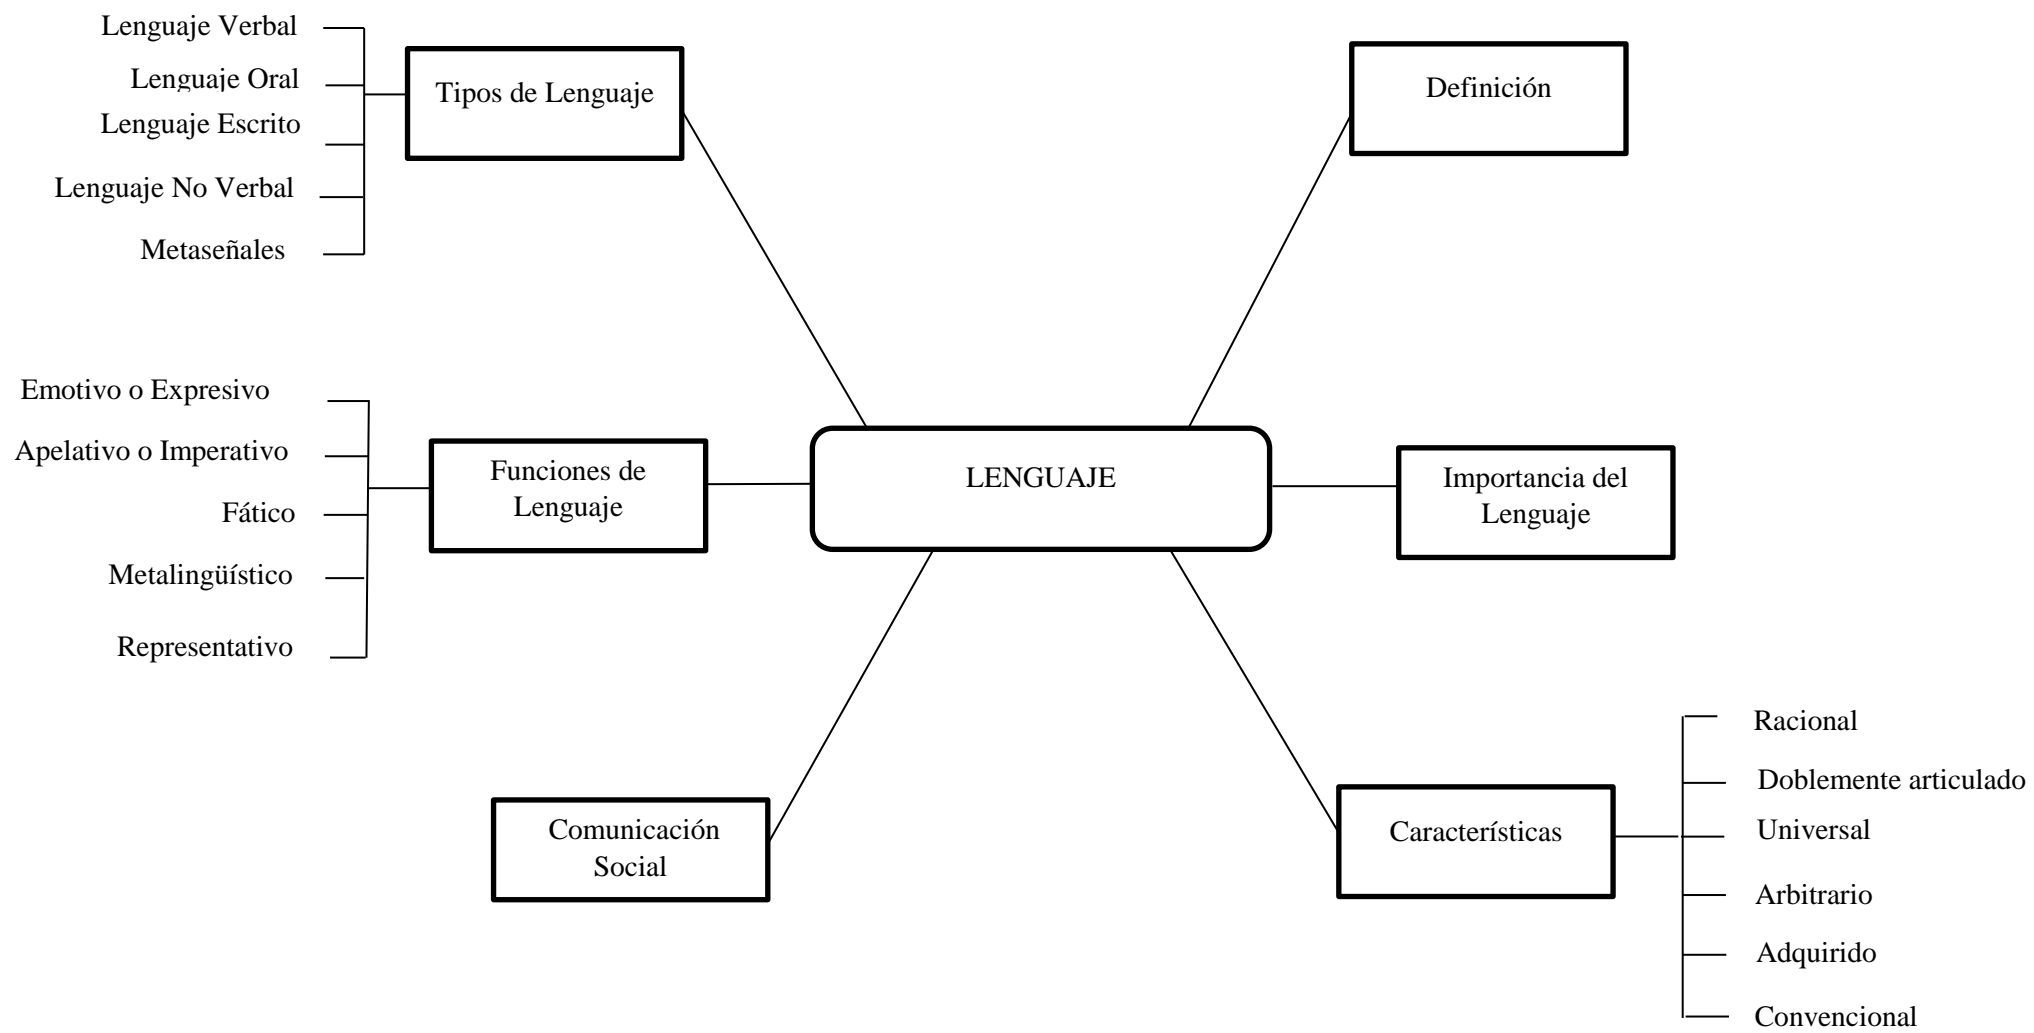 Lenguaje Verbal
Lenguaje Oral
Lenguaje Escrito
Lenguaje No Verbal
Metaseñales
Tipos de Lenguaje
Definición
Emotivo o Expresivo
Apelativo o Imperativo
Fático
Metalingüístico
Representativo
Funciones de
Lenguaje
LENGUAJE
Importancia del
Lenguaje
Comunicación
Social
Características
Racional
Doblemente articulado
Universal
Arbitrario
Adquirido
Convencional